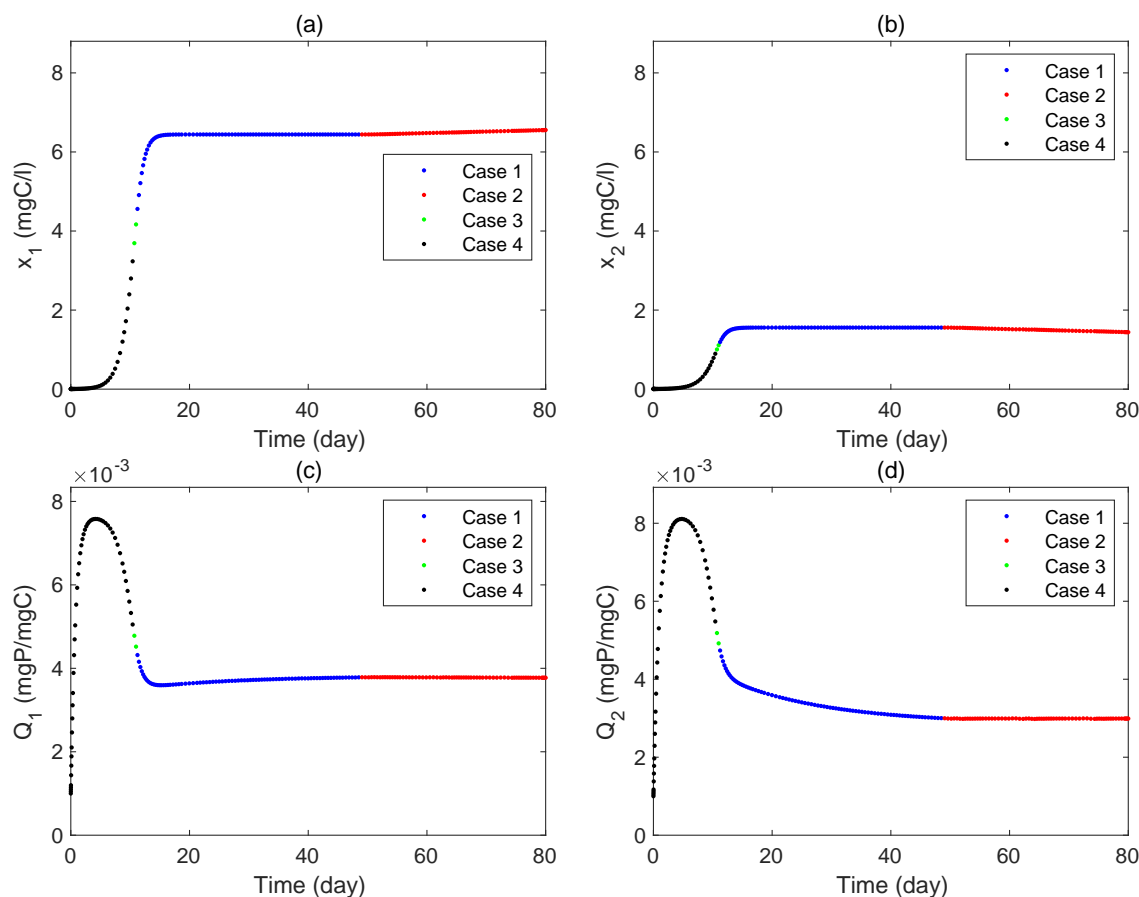 (a)
8
6
4
2
0
x₁ (mgC/l)
Case 1
Case 2
Case 3
Case 4
0 20 40 60 80
Time (day)
(b)
8
6
4
2
0
x₂ (mgC/l)
Case 1
Case 2
Case 3
Case 4
0 20 40 60 80
Time (day)
(c)
×10⁻³
8
6
4
2
0
Q₁ (mgP/mgC)
Case 1
Case 2
Case 3
Case 4
0 20 40 60 80
Time (day)
(d)
×10⁻³
8
6
4
2
0
Q₂ (mgP/mgC)
Case 1
Case 2
Case 3
Case 4
0 20 40 60 80
Time (day)